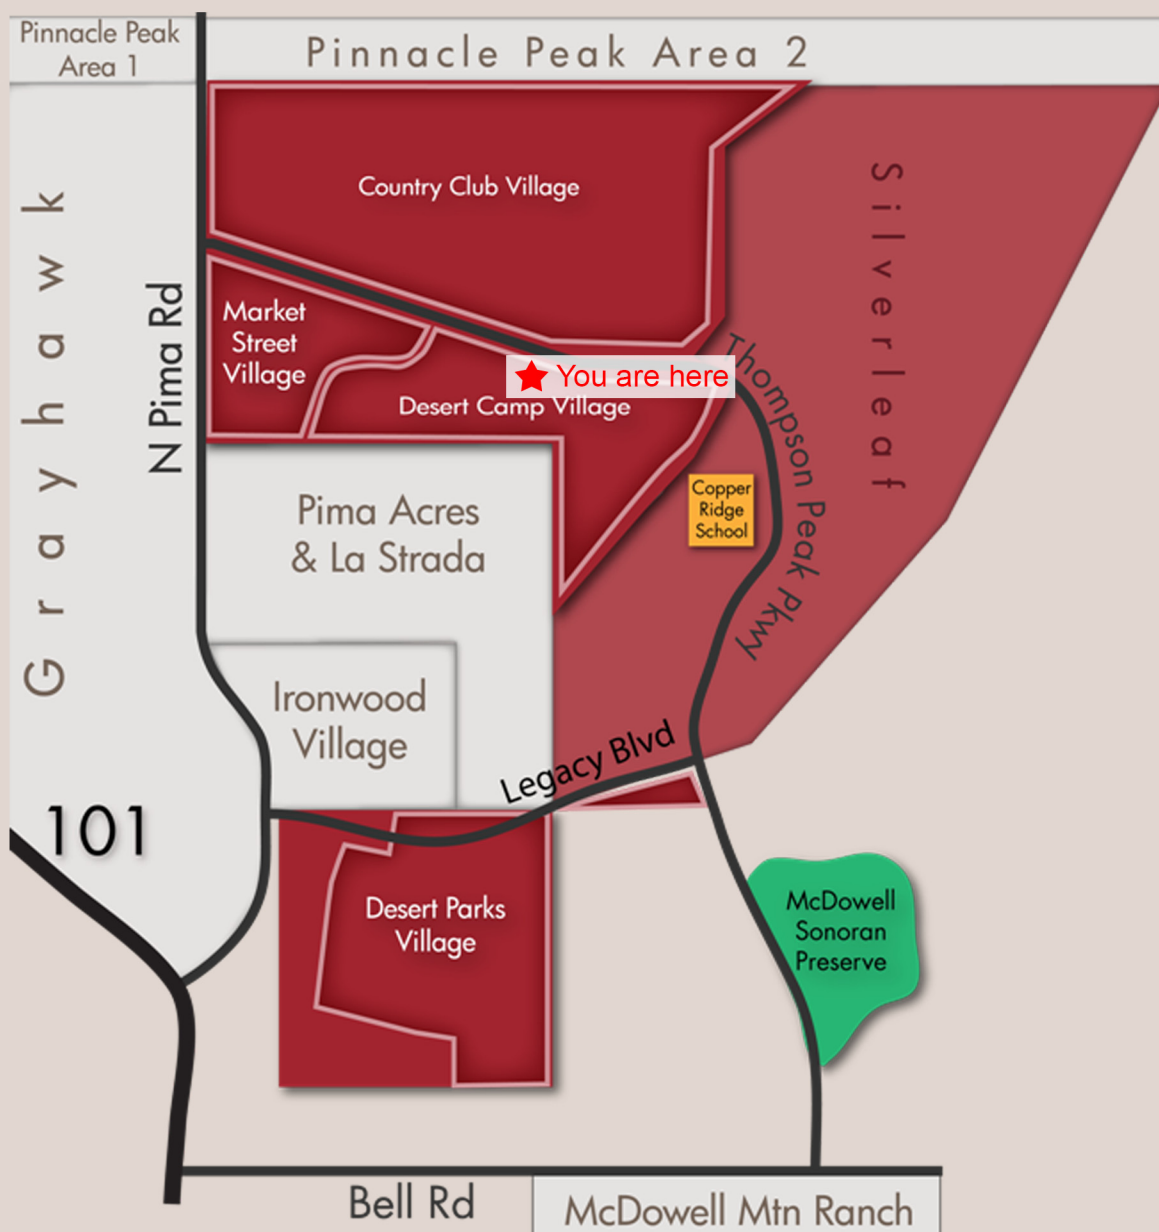 Pinnacle Peak
Area 1
Pinnacle Peak Area 2
Country Club Village
Silverleaf
Grayhawk
N Pima Rd
Market
Street
Village
You are here
Desert Camp Village
Thompson Peak Pkwy
Copper
Ridge
School
Pima Acres
& La Strada
Ironwood
Village
Legacy Blvd
101
Desert Parks
Village
McDowell
Sonoran
Preserve
Bell Rd
McDowell Mtn Ranch